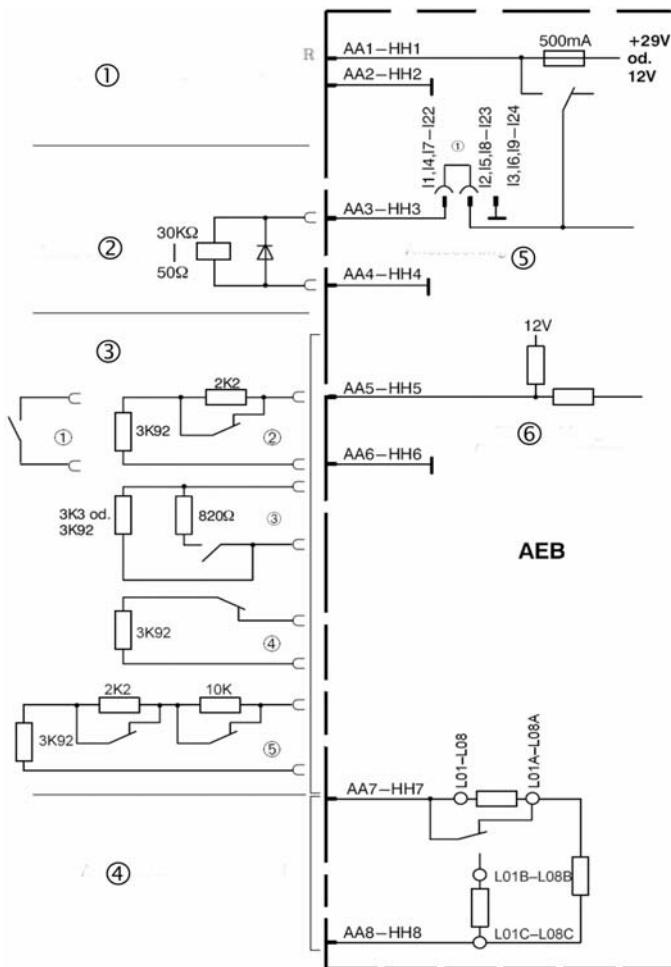 ①
R
AA1–HH1
500mA
+29V
od.
12V
AA2–HH2
I1,I4,I7–I22
①
I2,I5,I8–I23
I3,I6,I9–I24
②
30KΩ
50Ω
AA3–HH3
AA4–HH4
⑤
③
①
2K2
3K92
②
12V
AA5–HH5
⑥
AA6–HH6
3K3 od.
3K92
820Ω
③
AEB
3K92
④
2K2
10K
3K92
⑤
④
AA7–HH7
L01–L08
L01A–L08A
L01B–L08B
L01C–L08C
AA8–HH8